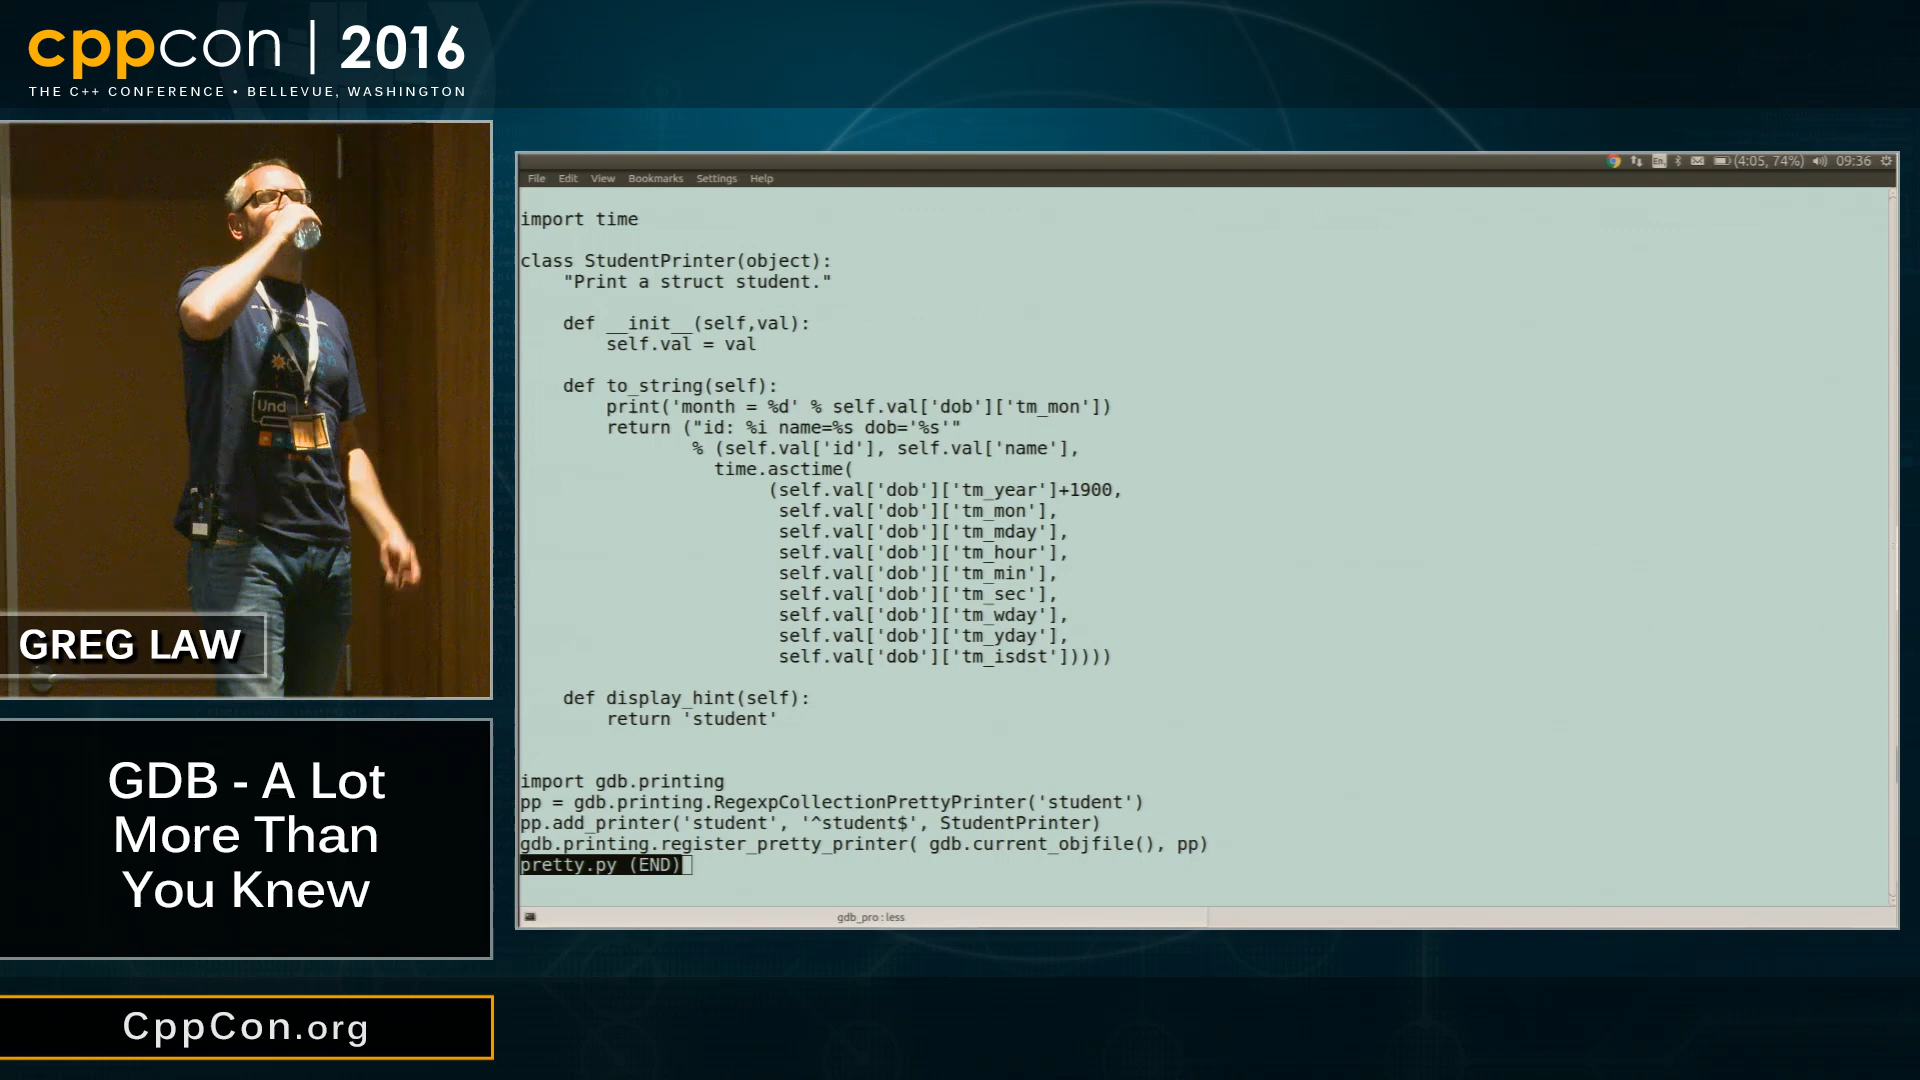 cppcon | 2016
THE C++ CONFERENCE • BELLEVUE, WASHINGTON
Und
GREG LAW
GDB - A Lot
More Than
You Knew
CppCon.org
En (4:05, 74%) 09:36
File Edit View Bookmarks Settings Help
import time
class StudentPrinter(object):
    "Print a struct student."
    def __init__(self,val):
        self.val = val
    def to_string(self):
        print('month = %d' % self.val['dob']['tm_mon'])
        return ("id: %i name=%s dob='%s'"
                % (self.val['id'], self.val['name'],
                  time.asctime(
                       (self.val['dob']['tm_year']+1900,
                        self.val['dob']['tm_mon'],
                        self.val['dob']['tm_mday'],
                        self.val['dob']['tm_hour'],
                        self.val['dob']['tm_min'],
                        self.val['dob']['tm_sec'],
                        self.val['dob']['tm_wday'],
                        self.val['dob']['tm_yday'],
                        self.val['dob']['tm_isdst']))))
    def display_hint(self):
        return 'student'
import gdb.printing
pp = gdb.printing.RegexpCollectionPrettyPrinter('student')
pp.add_printer('student', '^student$', StudentPrinter)
gdb.printing.register_pretty_printer( gdb.current_objfile(), pp)
pretty.py (END)
gdb_pro : less